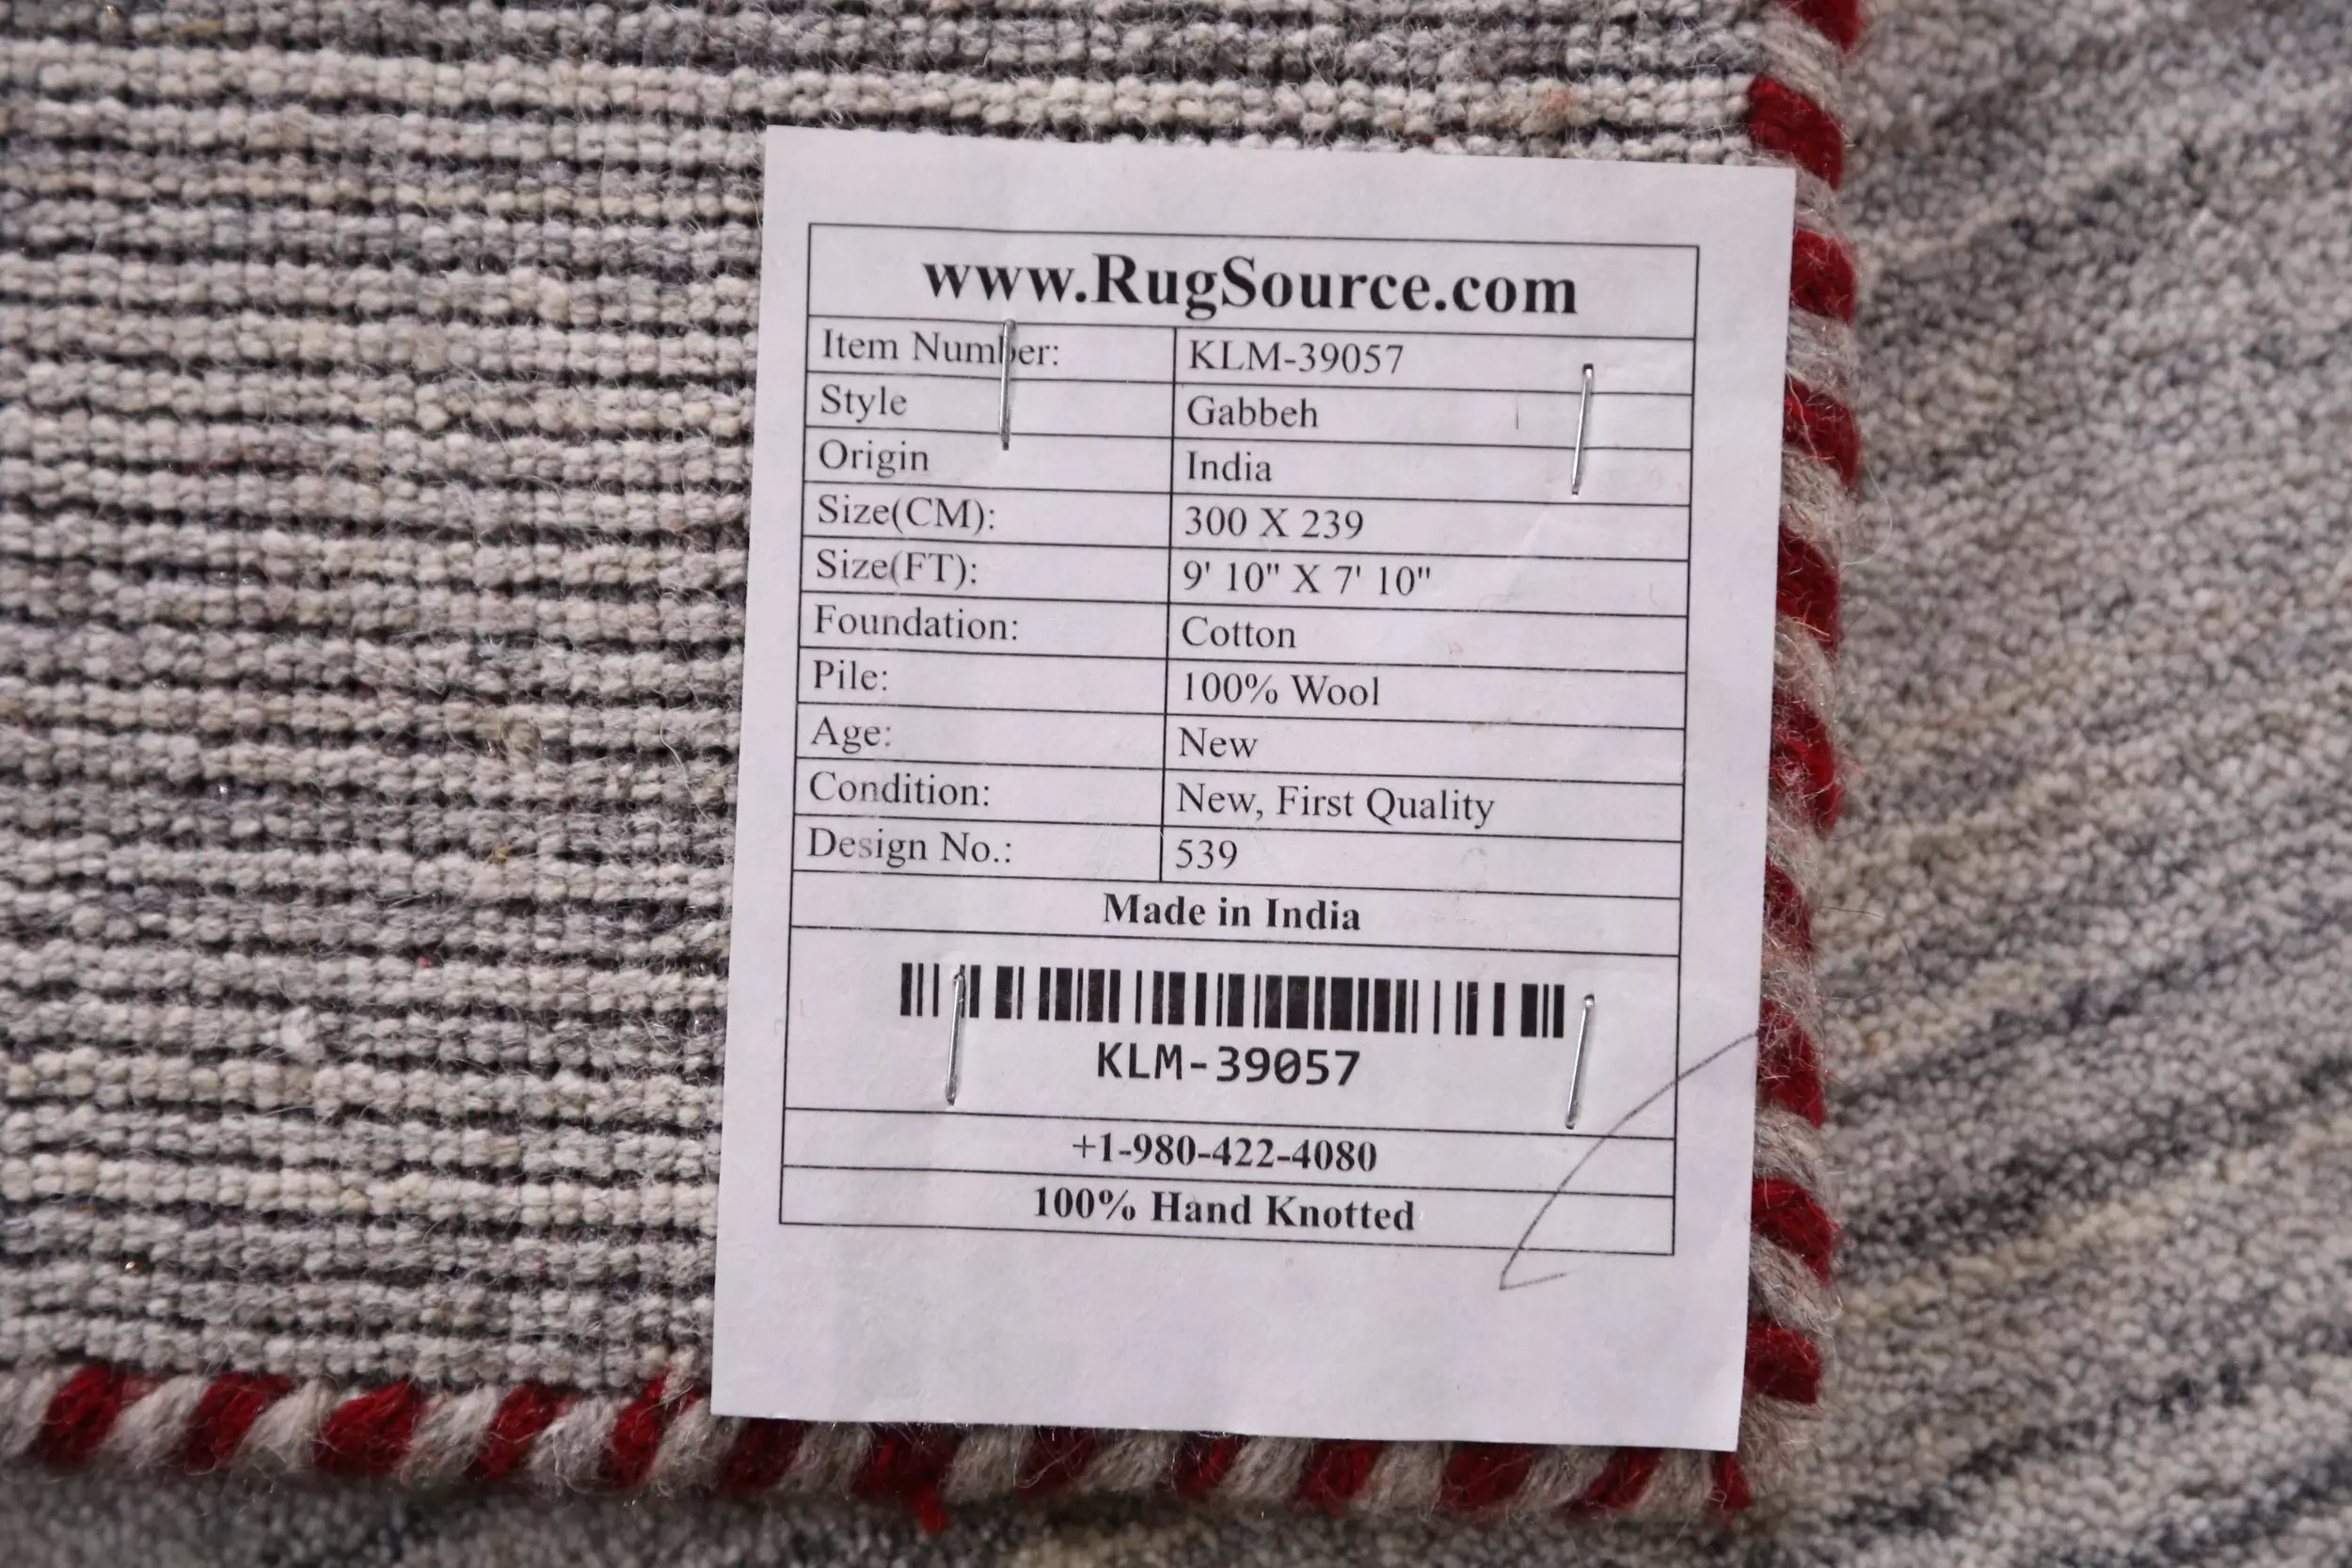 www.RugSource.com
Item Number: KLM-39057
Style Gabbeh
Origin India
Size(CM): 300 X 239
Size(FT): 9' 10" X 7' 10"
Foundation: Cotton
Pile: 100% Wool
Age: New
Condition: New, First Quality
Design No.: 539
Made in India
KLM-39057
+1-980-422-4080
100% Hand Knotted